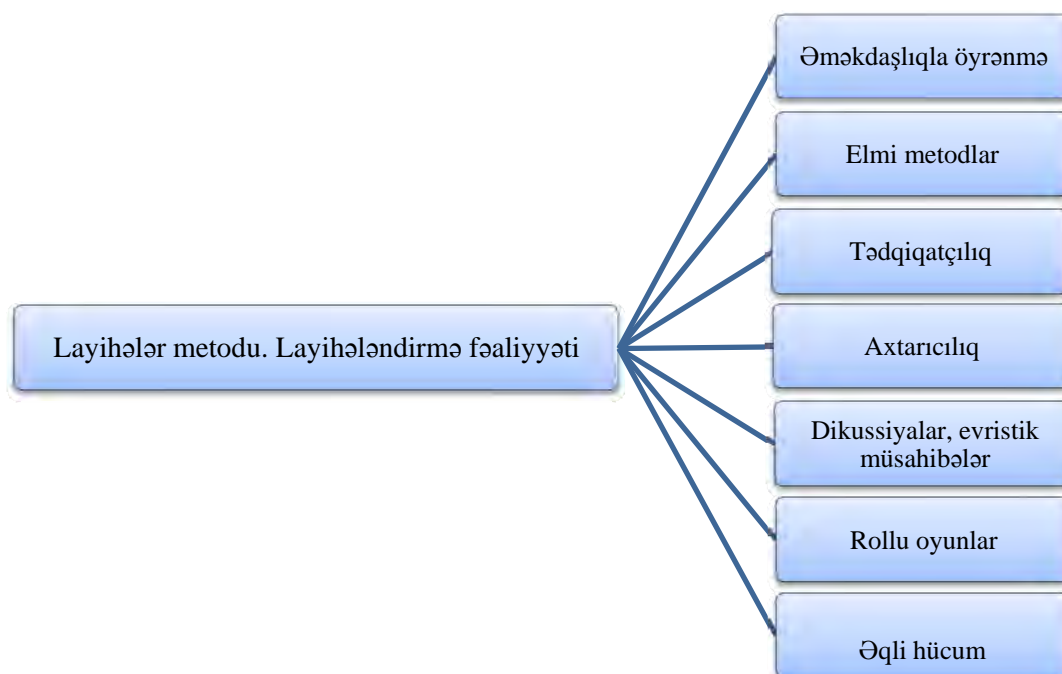 Əməkdaşlıqla öyrənmə
Elmi metodlar
Tədqiqatçılıq
Layihələr metodu. Layihələndirmə fəaliyyəti
Axtarıcılıq
Dikussiyalar, evristik
müsahibələr
Rollu oyunlar
Əqli hücum